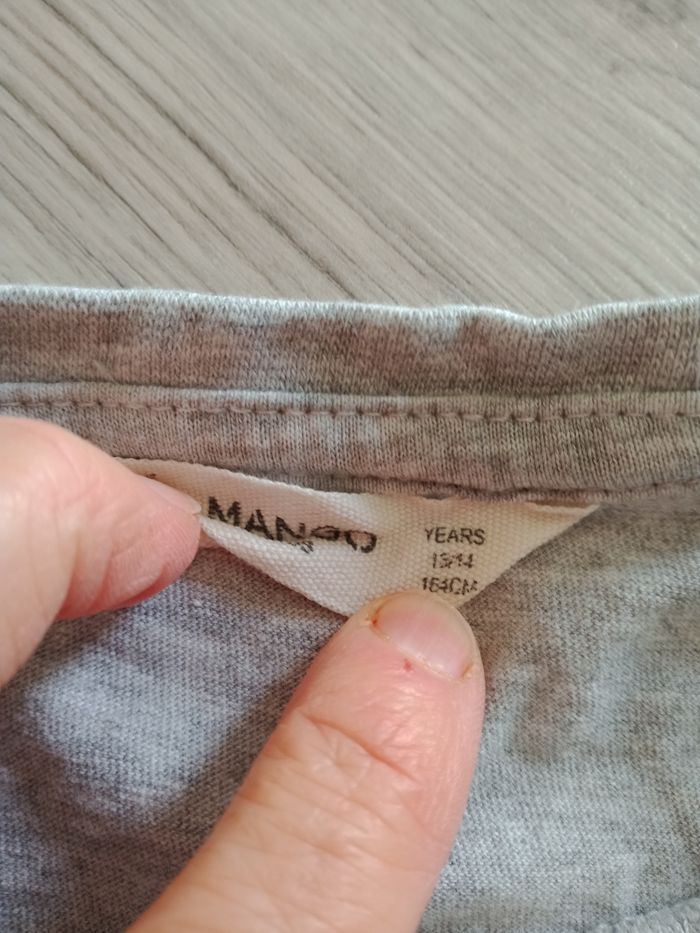 MANGO
YEARS
13/14
164CM